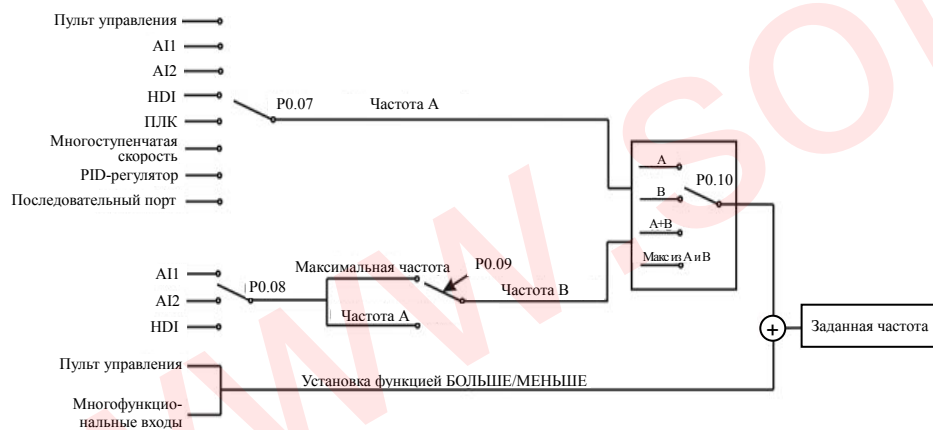 Пульт управления
AI1
AI2
HDI
ПЛК
Многоступенчатая
скорость
PID-регулятор
Последовательный порт
P0.07
Частота A
A
B
A+B
Макс из A и B
P0.10
AI1
AI2
HDI
P0.08
Максимальная частота
Частота A
P0.09
Частота B
Пульт управления
Многофункцио-
нальные входы
Установка функцией БОЛЬШЕ/МЕНЬШЕ
+
Заданная частота
WWW.SOI